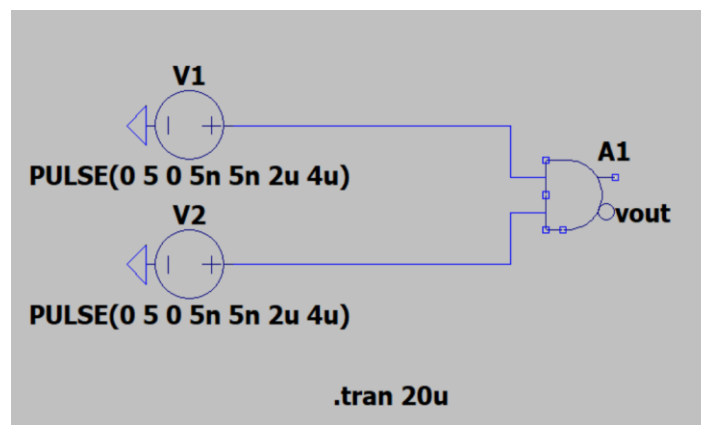 V1
PULSE(0 5 0 5n 5n 2u 4u)
A1
V2
vout
PULSE(0 5 0 5n 5n 2u 4u)
.tran 20u